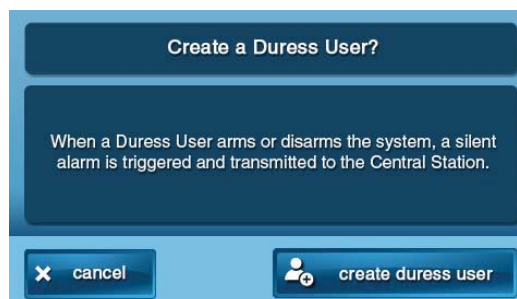 Create a Duress User?
When a Duress User arms or disarms the system, a silent
alarm is triggered and transmitted to the Central Station.
cancel
create duress user